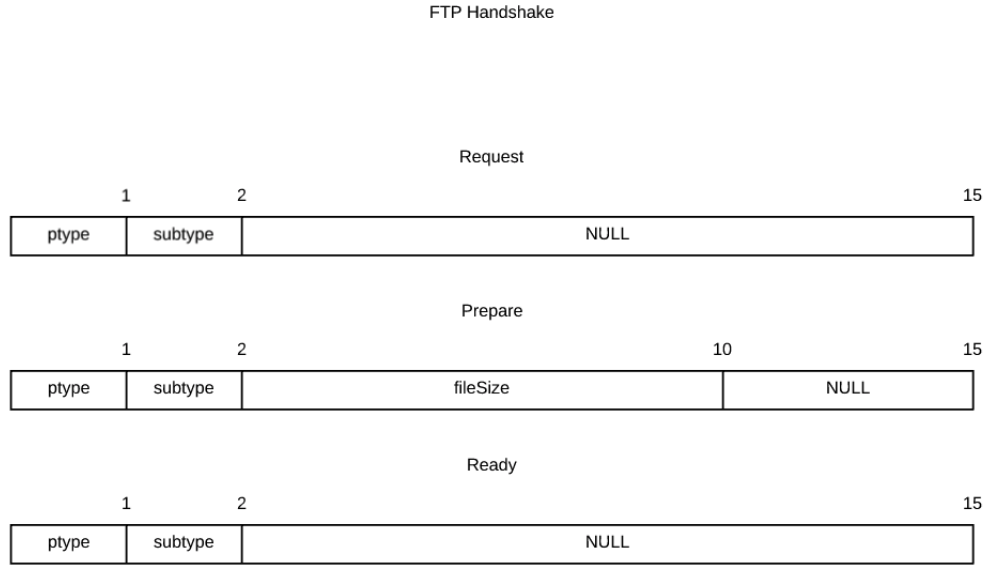 FTP Handshake
Request
1 2 15
ptype subtype NULL
Prepare
1 2 10 15
ptype subtype fileSize NULL
Ready
1 2 15
ptype subtype NULL